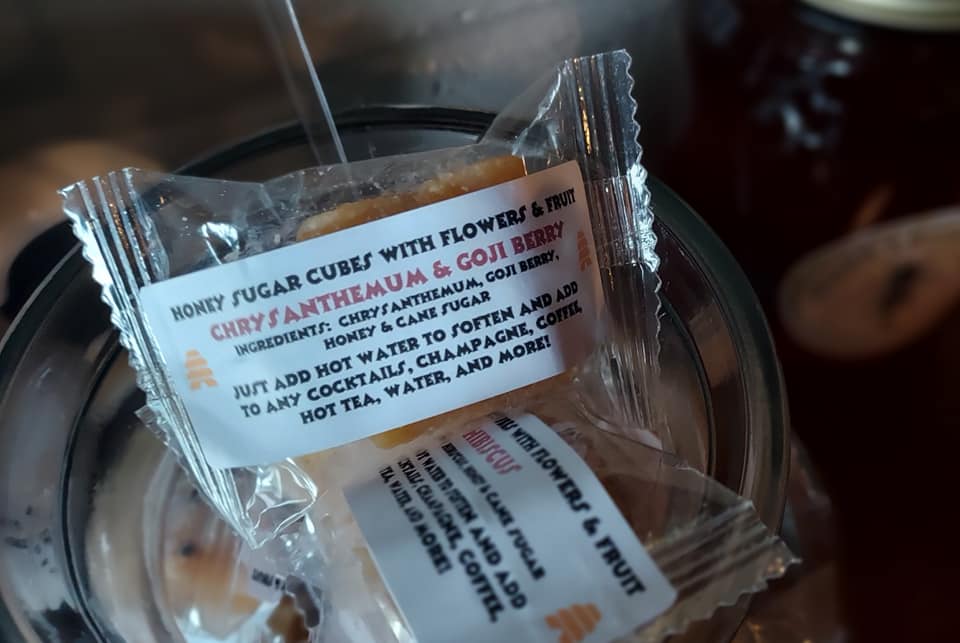 HONEY SUGAR CUBES WITH FLOWERS & FRUIT
CHRYSANTHEMUM & GOJI BERRY
INGREDIENTS: CHRYSANTHEMUM, GOJI BERRY,
HONEY & CANE SUGAR
JUST ADD HOT WATER TO SOFTEN AND ADD
TO ANY COCKTAILS, CHAMPAGNE, COFFEE,
HOT TEA, WATER, AND MORE!
WITH FLOWERS & FRUIT
HIBISCUS
HONEY & CANE SUGAR
WATER TO SOFTEN AND ADD
CHAMPAGNE, COFFEE,
TEA, WATER, AND MORE!